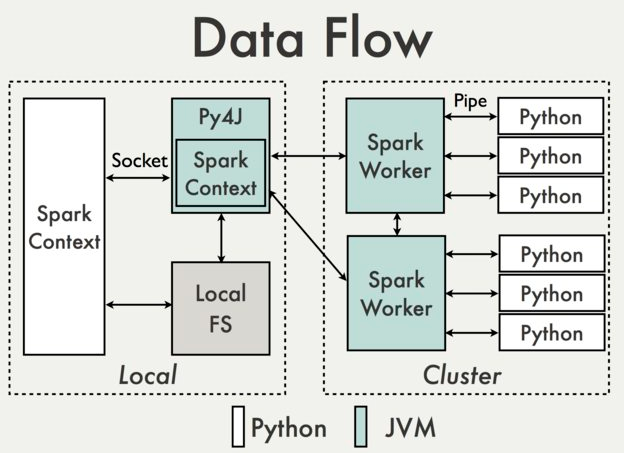 Data Flow
Spark
Context
Socket
Py4J
Spark
Context
Local
FS
Local
Spark
Worker
Pipe
Python
Python
Python
Spark
Worker
Python
Python
Python
Cluster
Python
JVM